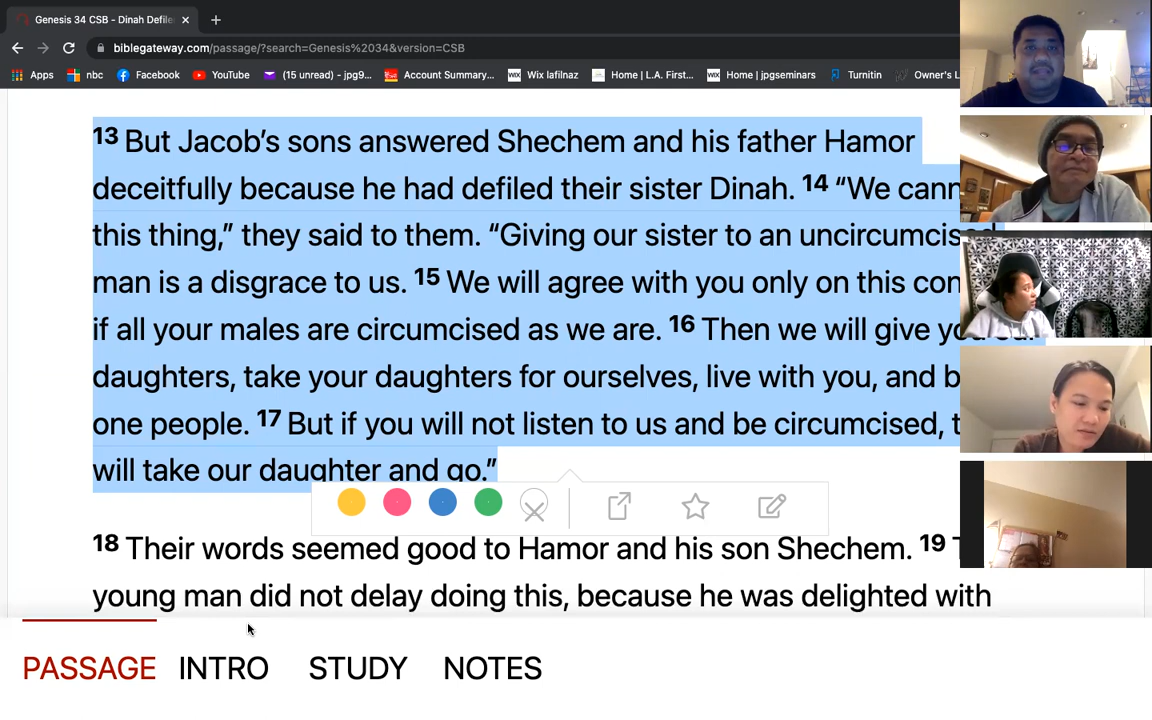 Genesis 34 CSB - Dinah Defile
biblegateway.com/passage/?search=Genesis%2034&version=CSB
Apps nbc Facebook YouTube (15 unread) - jpg9... Account Summary... WIX Wix lafilnaz Home | L.A. First... WIX Home | jpgseminars Turnitin Owner's L
13 But Jacob’s sons answered Shechem and his father Hamor
deceitfully because he had defiled their sister Dinah. 14 “We cann
this thing,” they said to them. “Giving our sister to an uncircumcised
man is a disgrace to us. 15 We will agree with you only on this con
if all your males are circumcised as we are. 16 Then we will give you our
daughters, take your daughters for ourselves, live with you, and b
one people. 17 But if you will not listen to us and be circumcised, t
will take our daughter and go.”
18 Their words seemed good to Hamor and his son Shechem. 19
young man did not delay doing this, because he was delighted with
PASSAGE INTRO STUDY NOTES